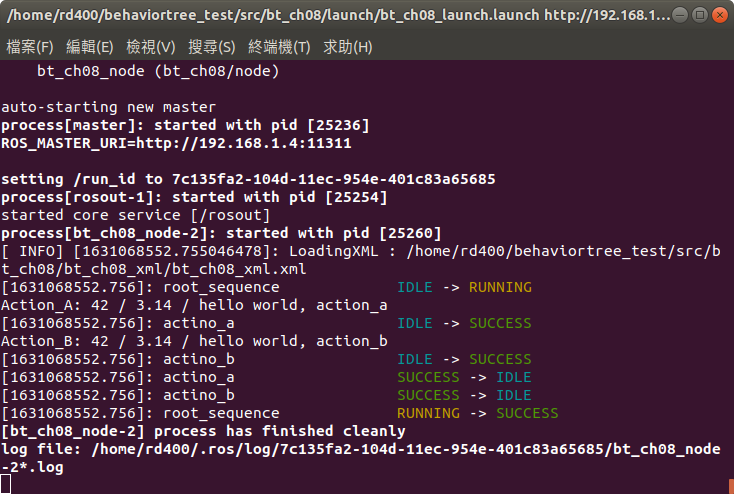 /home/rd400/behaviortree_test/src/bt_ch08/launch/bt_ch08_launch.launch http://192.168.1...
檔案(F) 編輯(E) 檢視(V) 搜尋(S) 終端機(T) 求助(H)
bt_ch08_node (bt_ch08/node)
auto-starting new master
process[master]: started with pid [25236]
ROS_MASTER_URI=http://192.168.1.4:11311
setting /run_id to 7c135fa2-104d-11ec-954e-401c83a65685
process[rosout-1]: started with pid [25254]
started core service [/rosout]
process[bt_ch08_node-2]: started with pid [25260]
[ INFO] [1631068552.755046478]: LoadingXML : /home/rd400/behaviortree_test/src/b
t_ch08/bt_ch08_xml/bt_ch08_xml.xml
[1631068552.756]: root_sequence IDLE -> RUNNING
Action_A: 42 / 3.14 / hello world, action_a
[1631068552.756]: actino_a IDLE -> SUCCESS
Action_B: 42 / 3.14 / hello world, action_b
[1631068552.756]: actino_b IDLE -> SUCCESS
[1631068552.756]: actino_a SUCCESS -> IDLE
[1631068552.756]: actino_b SUCCESS -> IDLE
[1631068552.756]: root_sequence RUNNING -> SUCCESS
[bt_ch08_node-2] process has finished cleanly
log file: /home/rd400/.ros/log/7c135fa2-104d-11ec-954e-401c83a65685/bt_ch08_node
-2*.log